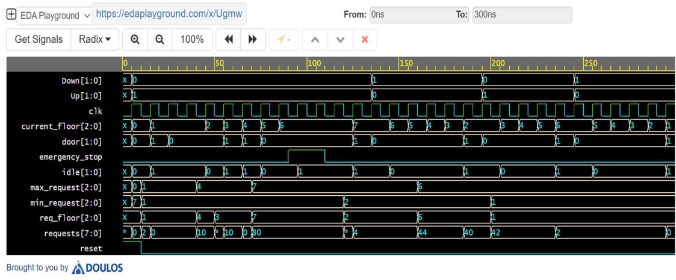 EDA Playground https://edaplayground.com/x/Ugmw From: 0ns To: 300ns
Get Signals Radix 100%
0 50 100 150 200 250
Down[1:0] x 0 1 0 1
Up[1:0] x 1 0 1 0
clk
current_floor[2:0] x 0 1 2 3 4 5 6 7 6 5 4 3 2 3 4 5 6 5 4 3 2 1
door[1:0] x 0 1 0 1 1 0 1 0 1 0 1 0 1
emergency_stop
idle[1:0] x 1 0 1 1 0 1 1 0 1 0 1 0 1
max_request[2:0] x 0 1 4 7 6
min_request[2:0] x 7 1 2 1
req_floor[2:0] x 1 4 3 7 2 6 1
requests[7:0] * 0 2 0 10 * 10 0 80 * 4 44 40 42 2 0
reset
Brought to you by DOULOS